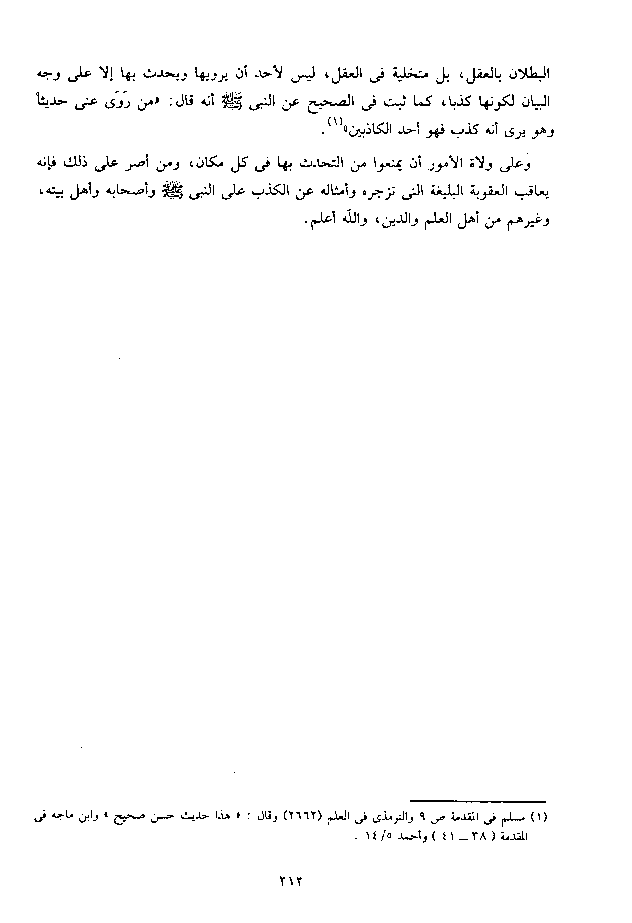 البطلان بالعقل، بل متخلية فى العقل، ليس لأحد أن يرويها ويحدث بها إلا على وجه
البيان لكونها كذبا، كما ثبت فى الصحيح عن النبى ﷺ أنه قال: «من رَوَى عنى حديثاً
وهو يرى أنه كذب فهو أحد الكاذبين»(١).
وعلى ولاة الأمور أن يمنعوا من التحدث بها فى كل مكان، ومن أصر على ذلك فإنه
يعاقب العقوبة البليغة التى تزجره وأمثاله عن الكذب على النبى ﷺ وأصحابه وأهل بيته،
وغيرهم من أهل العلم والدين، والله أعلم.
(١) مسلم فى المقدمة ص ٩ والترمذى فى العلم (٢٦٦٢) وقال : « هذا حديث حسن صحيح » وابن ماجه فى
المقدمة ( ٣٨ ــ ٤١ ) وأحمد ١٤/٥ .
٢١٢